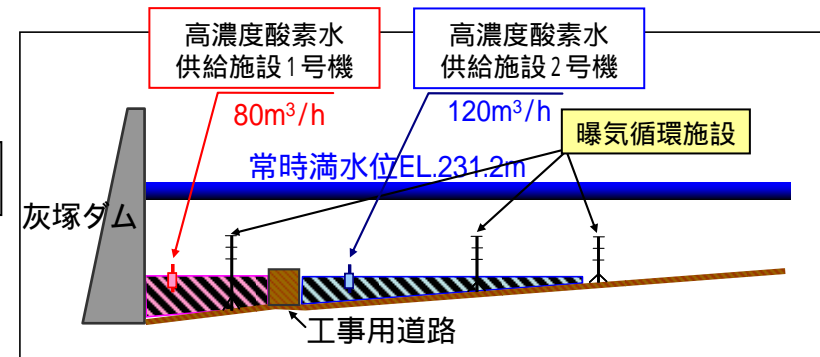 高濃度酸素水
供給施設1号機
高濃度酸素水
供給施設2号機
80m³/h
120m³/h
曝気循環施設
常時満水位EL.231.2m
灰塚ダム
工事用道路